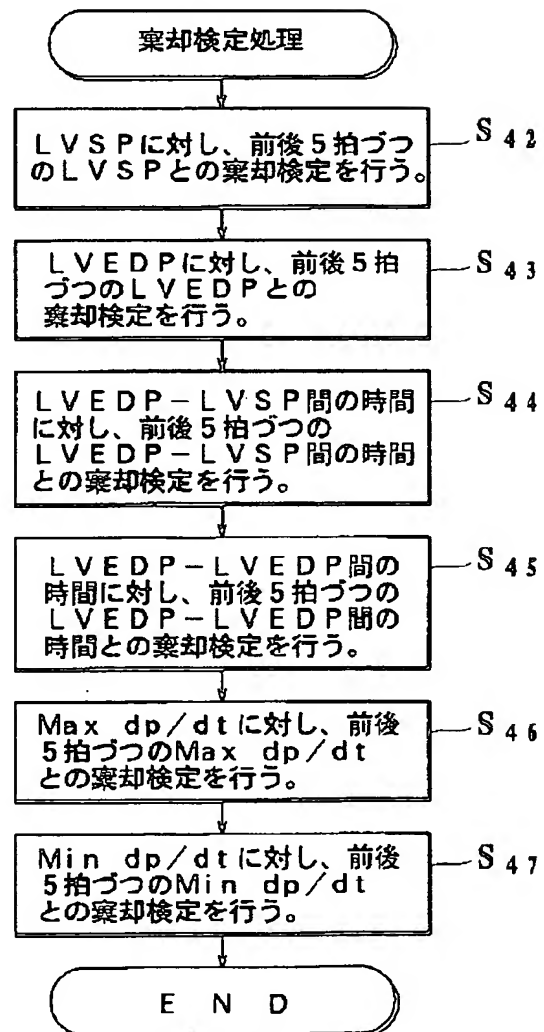 棄却検定処理
LVSPに対し、前後5拍づつ
のLVSPとの棄却検定を行う。
S42
LVEDPに対し、前後5拍
づつのLVEDPとの
棄却検定を行う。
S43
LVEDP-LVSP間の時間
に対し、前後5拍づつの
LVEDP-LVSP間の時間
との棄却検定を行う。
S44
LVEDP-LVEDP間の
時間に対し、前後5拍づつの
LVEDP-LVEDP間の
時間との棄却検定を行う。
S45
Max dp/dtに対し、前後
5拍づつのMax dp/dt
との棄却検定を行う。
S46
Min dp/dtに対し、前後
5拍づつのMin dp/dt
との棄却検定を行う。
S47
END